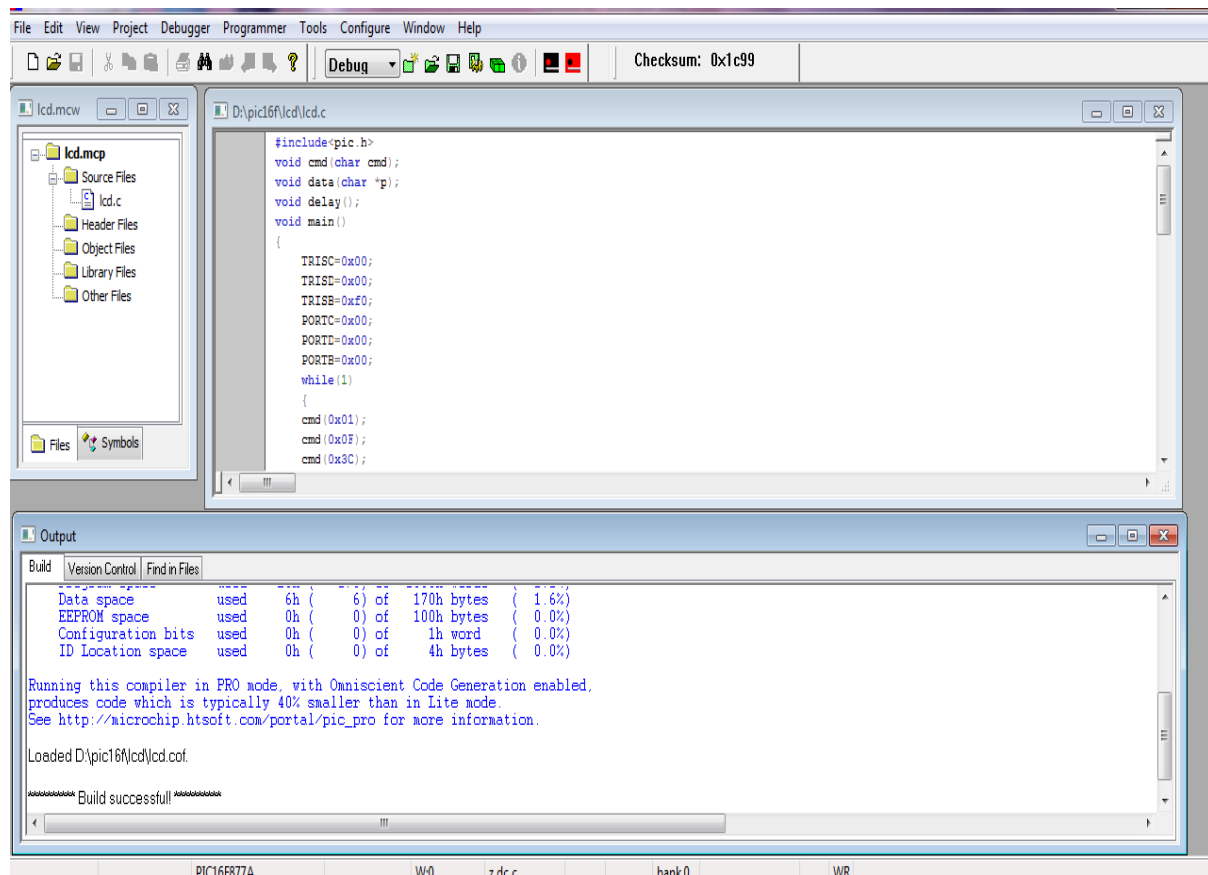 File Edit View Project Debugger Programmer Tools Configure Window Help
Debug Checksum: 0x1c99
lcd.mcw
lcd.mcp
Source Files
lcd.c
Header Files
Object Files
Library Files
Other Files
Files Symbols
D:\pic16f\lcd\lcd.c
#include<pic.h>
void cmd(char cmd);
void data(char *p);
void delay();
void main()
{
TRISC=0x00;
TRISD=0x00;
TRISB=0xf0;
PORTC=0x00;
PORTD=0x00;
PORTB=0x00;
while(1)
{
cmd(0x01);
cmd(0x0F);
cmd(0x3C);
Output
Build Version Control Find in Files
Data space used 6h ( 6) of 170h bytes ( 1.6%)
EEPROM space used 0h ( 0) of 100h bytes ( 0.0%)
Configuration bits used 0h ( 0) of 1h word ( 0.0%)
ID Location space used 0h ( 0) of 4h bytes ( 0.0%)
Running this compiler in PRO mode, with Omniscient Code Generation enabled,
produces code which is typically 40% smaller than in Lite mode.
See http://microchip.htsoft.com/portal/pic_pro for more information.
Loaded D:\pic16f\lcd\lcd.cof.
********** Build successful! **********
PIC16F877A W:0 z dc c bank 0 WR